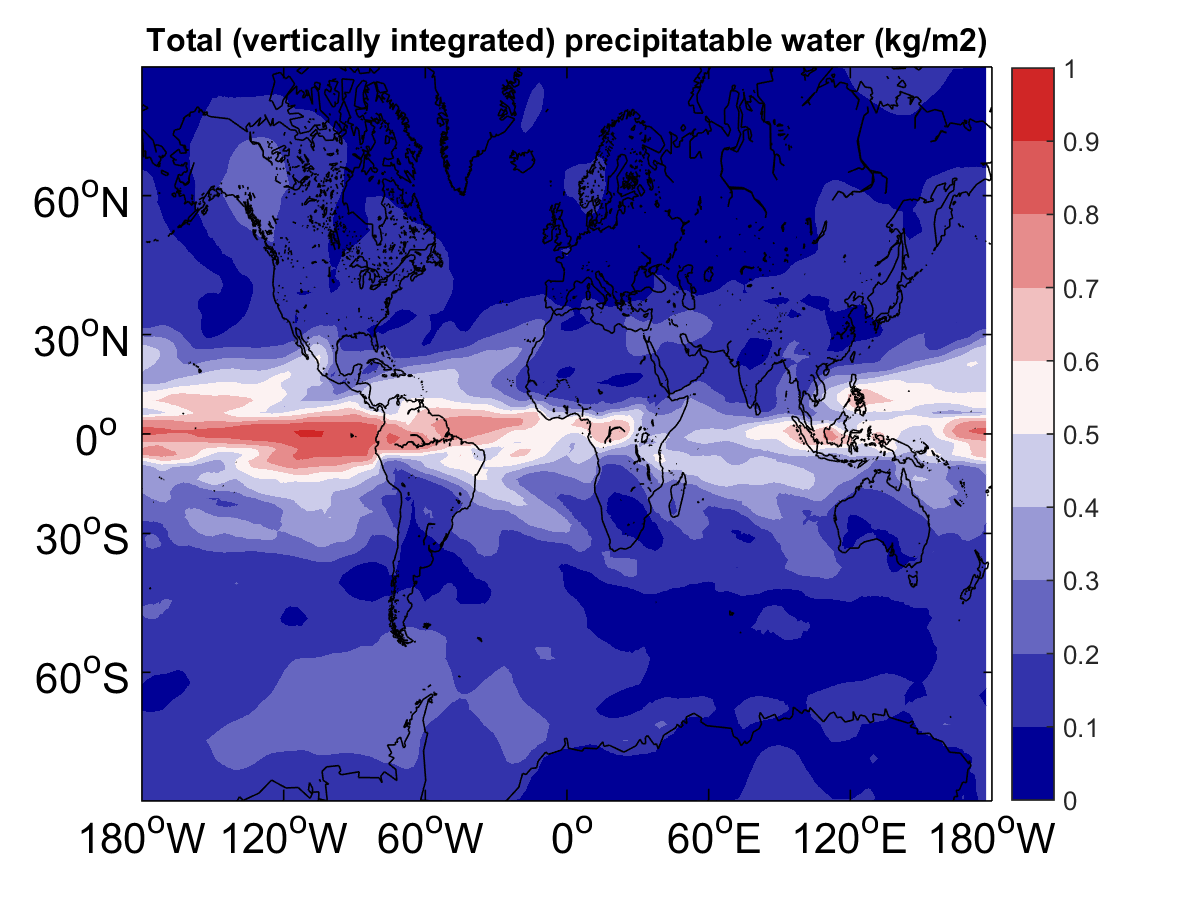 Total (vertically integrated) precipitatable water (kg/m2)
60°N
30°N
0°
30°S
60°S
180°W 120°W 60°W 0° 60°E 120°E 180°W
1
0.9
0.8
0.7
0.6
0.5
0.4
0.3
0.2
0.1
0